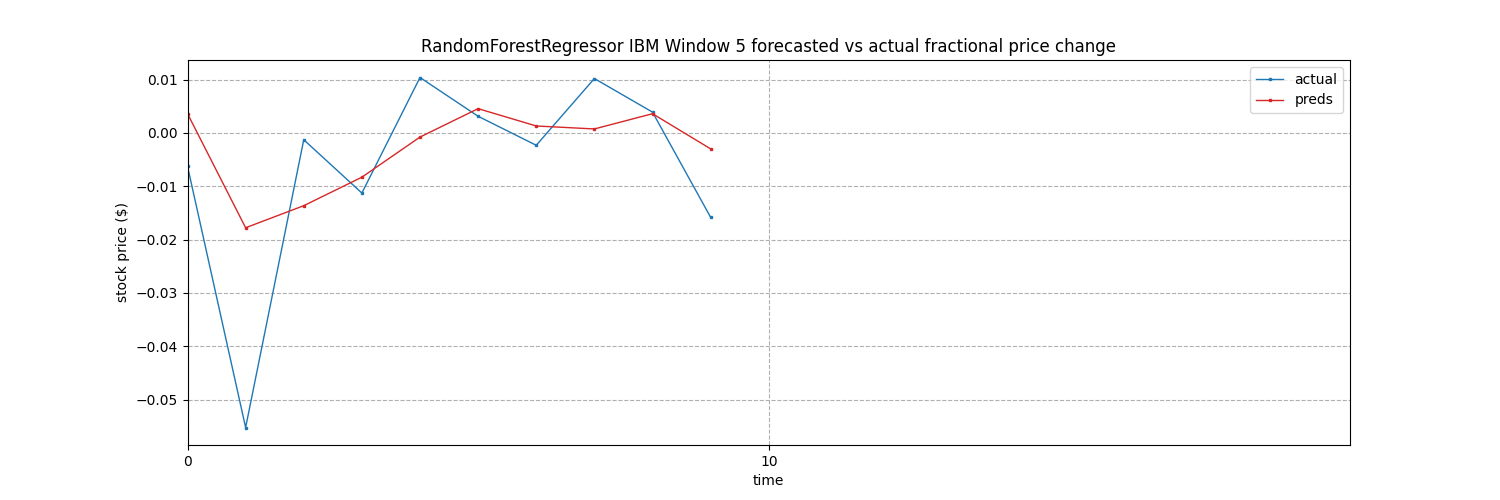 RandomForestRegressor IBM Window 5 forecasted vs actual fractional price change
actual
preds
0.01
0.00
−0.01
−0.02
−0.03
−0.04
−0.05
stock price ($)
0
10
time